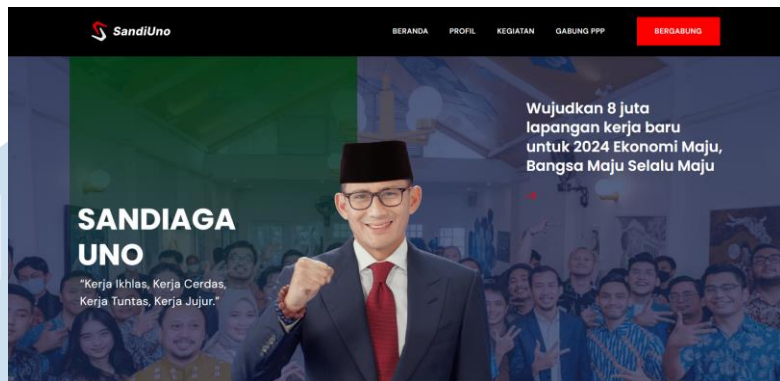 SandiUno
BERANDA PROFIL KEGIATAN GABUNG PPP BERGABUNG
Wujudkan 8 juta
lapangan kerja baru
untuk 2024 Ekonomi Maju,
Bangsa Maju Selalu Maju
SANDIAGA
UNO
"Kerja Ikhlas, Kerja Cerdas,
Kerja Tuntas, Kerja Jujur."